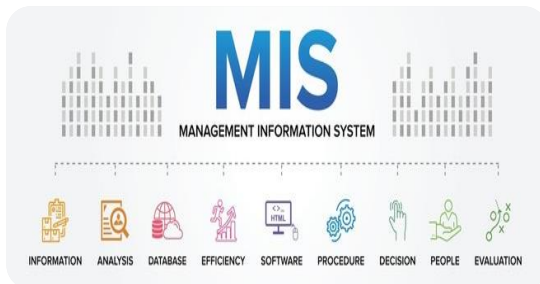 MIS
MANAGEMENT INFORMATION SYSTEM
<>_
HTML
INFORMATION ANALYSIS DATABASE EFFICIENCY SOFTWARE PROCEDURE DECISION PEOPLE EVALUATION